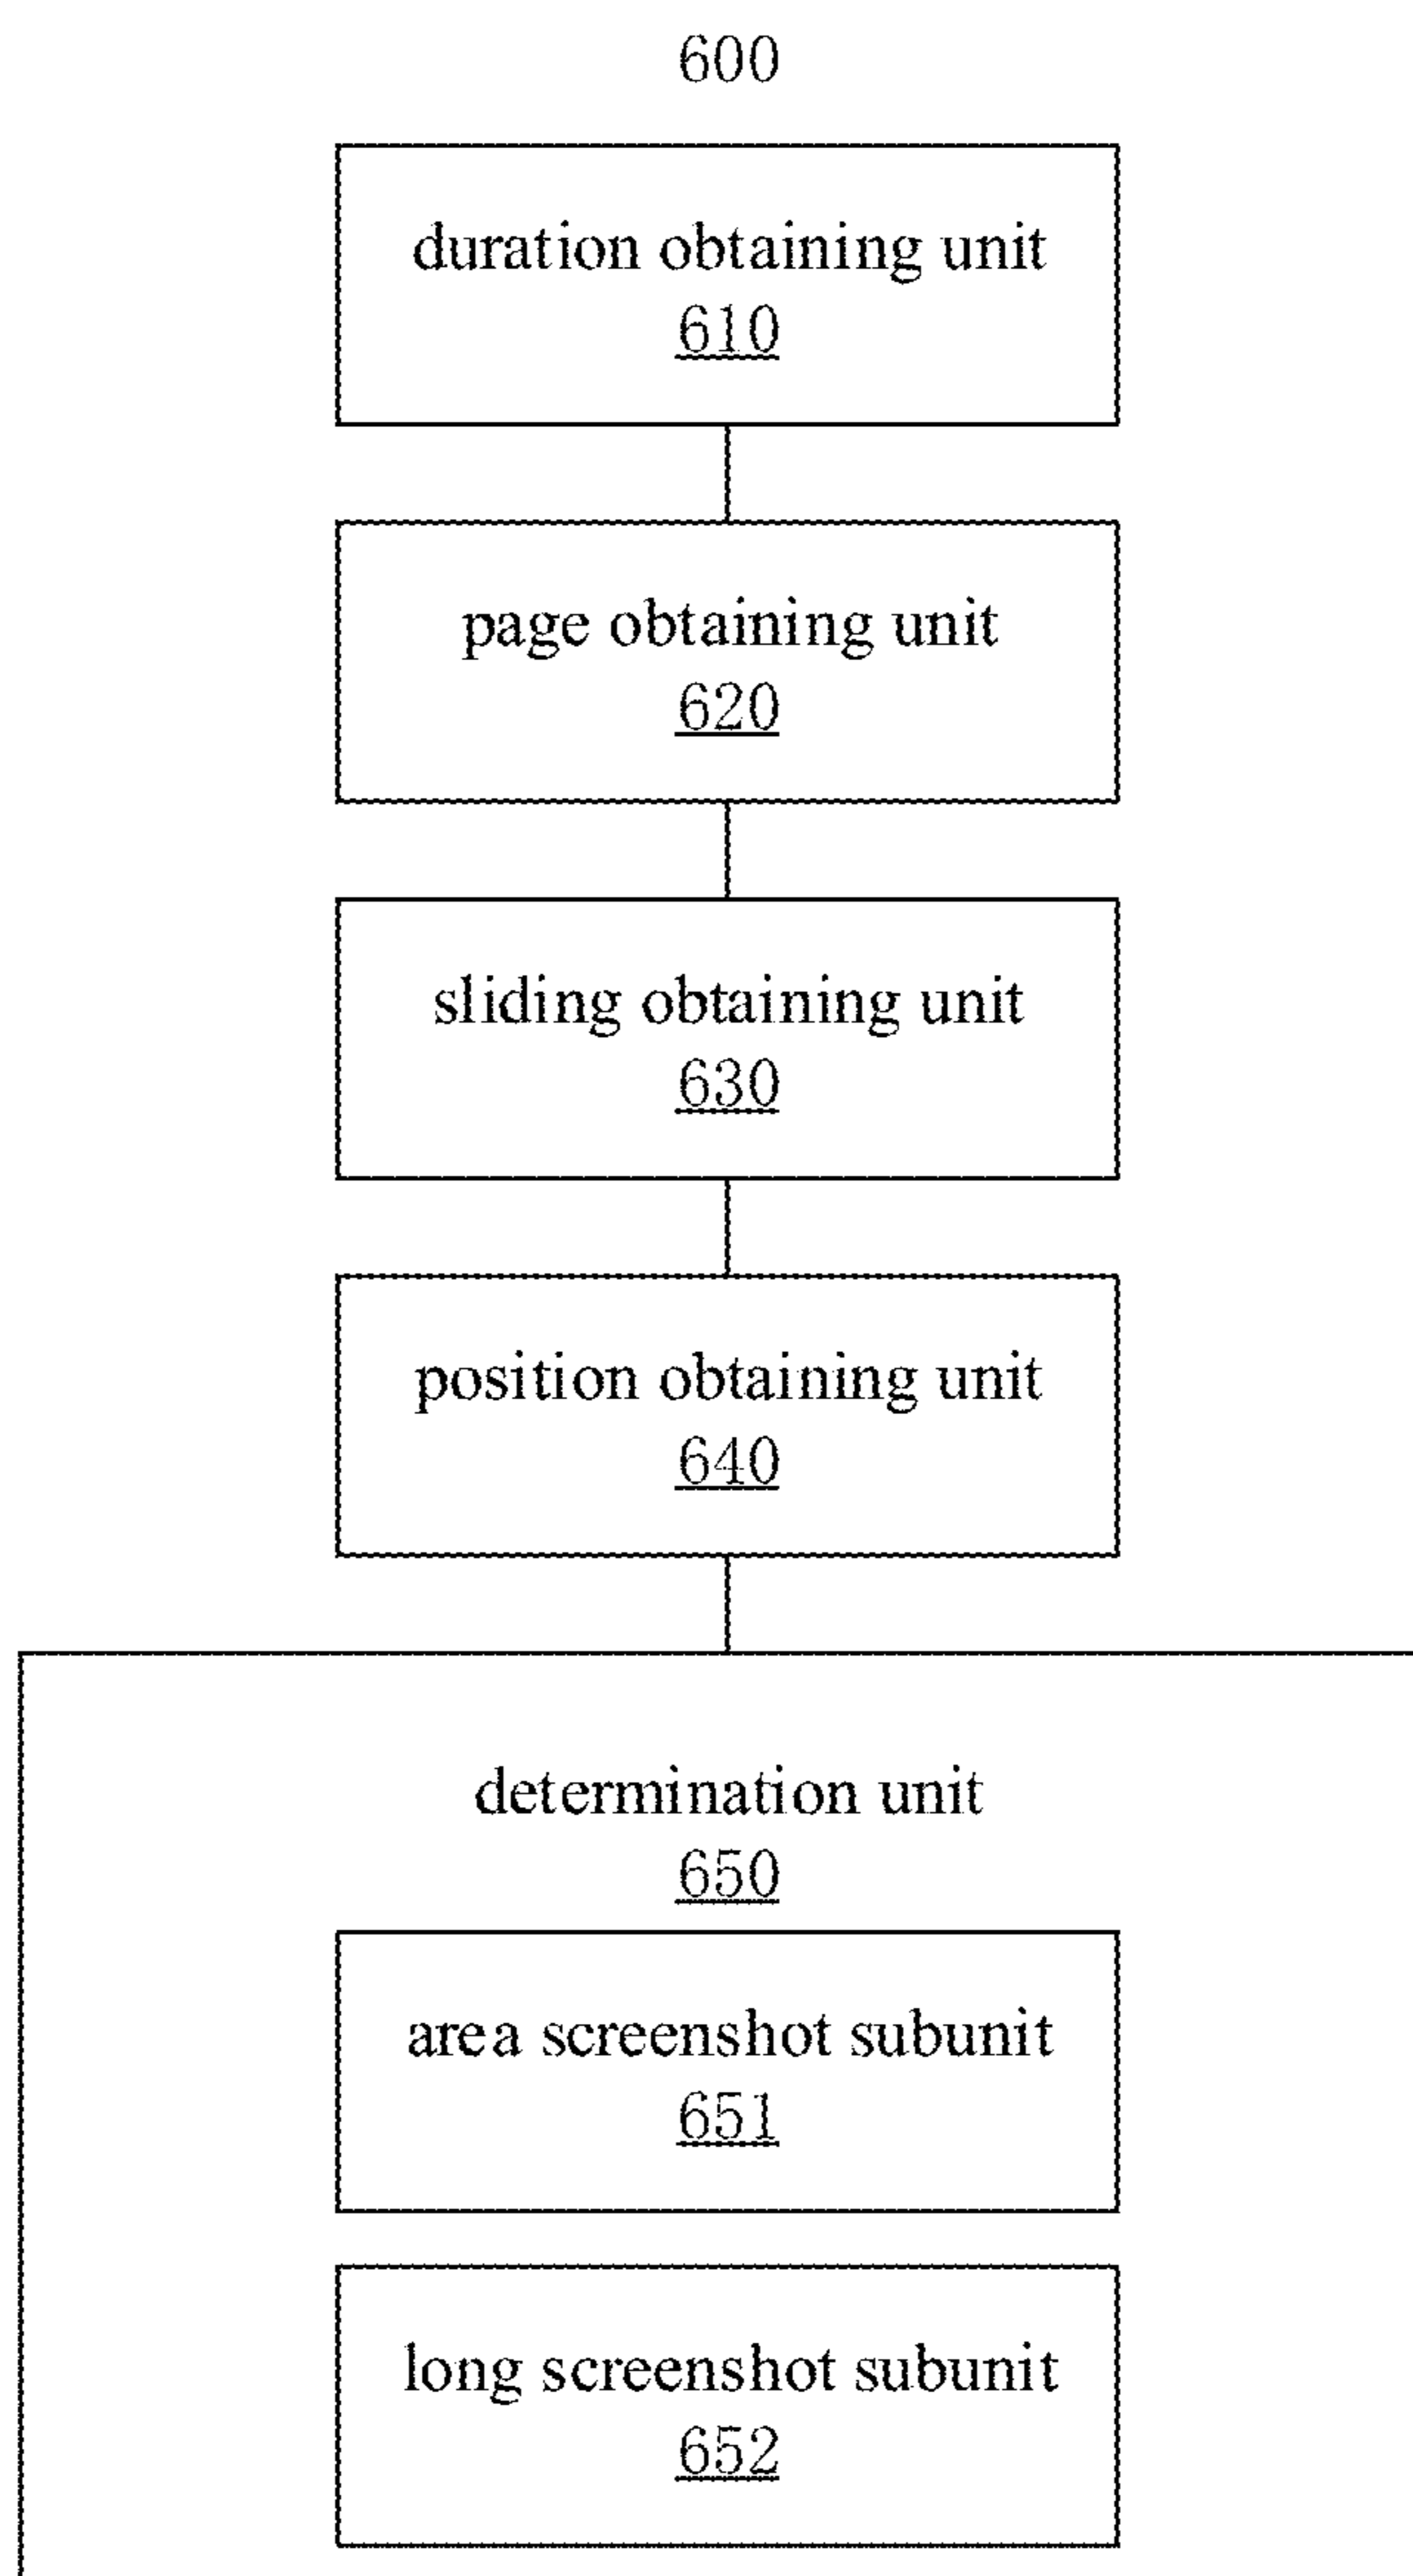 600
duration obtaining unit
610
page obtaining unit
620
sliding obtaining unit
630
position obtaining unit
640
determination unit
650
area screenshot subunit
651
long screenshot subunit
652